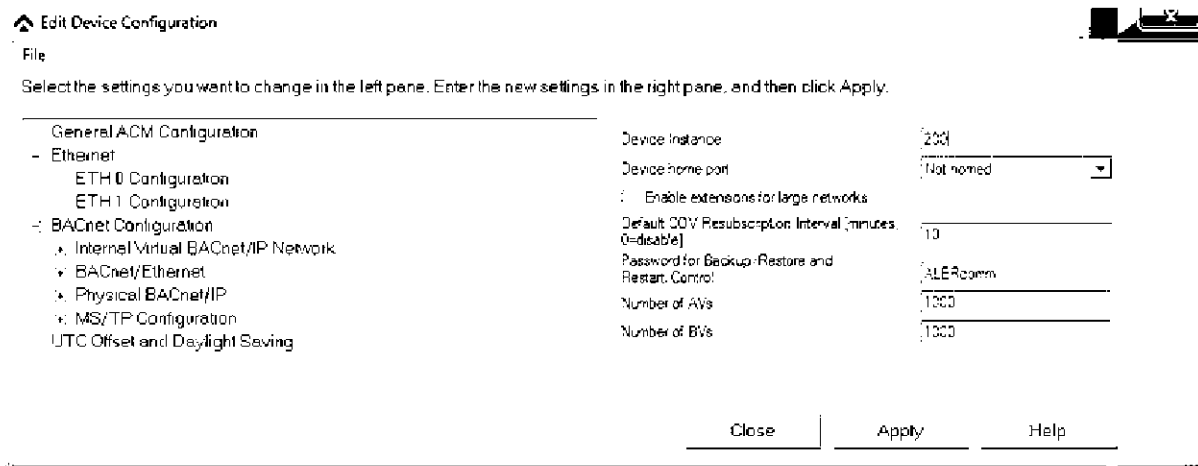 Edit Device Configuration
File
Select the settings you want to change in the left pane. Enter the new settings in the right pane, and then click Apply.
General ACM Configuration
Ethernet
ETH 0 Configuration
ETH 1 Configuration
BACnet Configuration
Internal Virtual BACnet/IP Network
BACnet/Ethernet
Physical BACnet/IP
MS/TP Configuration
UTC Offset and Daylight Saving
Device Instance
Device home port
Not homed
Enable extensions for large networks
Default COV Resubscription Interval [minutes,
0=disable]
10
Password for Backup/Restore and
Restart Control
Number of AVs
Number of BVs
Close Apply Help